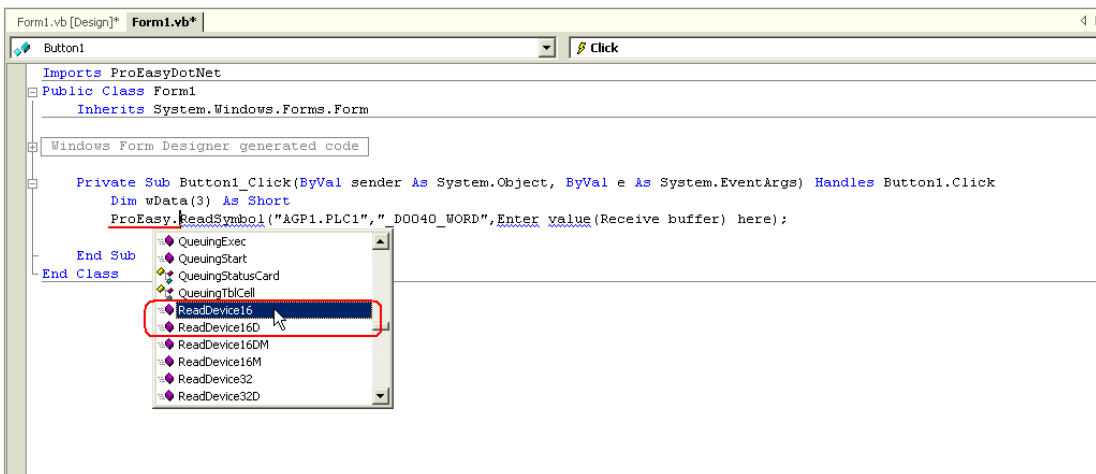 Form1.vb [Design]* Form1.vb*
Button1 Click
Imports ProEasyDotNet
Public Class Form1
Inherits System.Windows.Forms.Form
Windows Form Designer generated code
Private Sub Button1_Click(ByVal sender As System.Object, ByVal e As System.EventArgs) Handles Button1.Click
Dim wData(3) As Short
ProEasy.ReadSymbol("AGP1.PLC1","_D0040_WORD",Enter value(Receive buffer) here);
End Sub
End Class
QueuingExec
QueuingStart
QueuingStatusCard
QueuingTblCell
ReadDevice16
ReadDevice16D
ReadDevice16DM
ReadDevice16M
ReadDevice32
ReadDevice32D